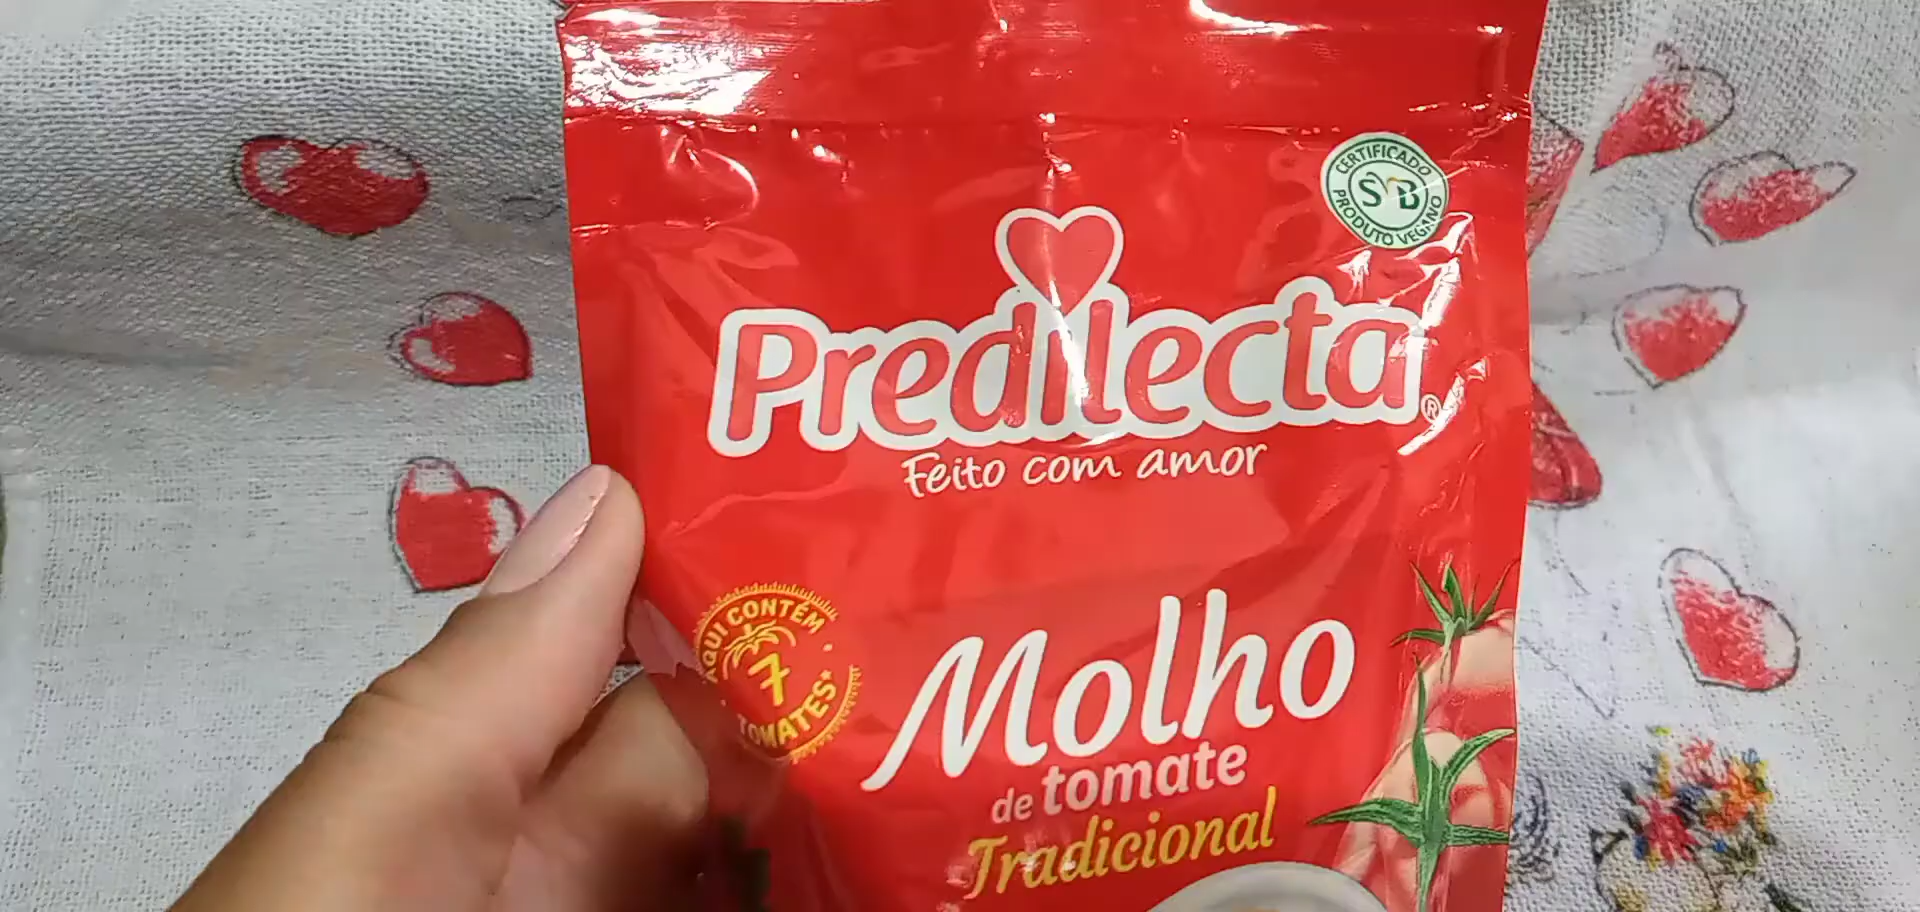 CERTIFICADO
SVB
PRODUTO VEGANO
Predilecta®
Feito com amor
AQUI CONTÉM
7
TOMATES*
Molho
de tomate
Tradicional